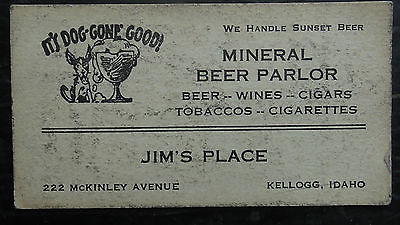 IT'S DOG-GONE GOOD!
WE HANDLE SUNSET BEER
MINERAL
BEER PARLOR
BEER -- WINES -- CIGARS
TOBACCOS -- CIGARETTES
JIM'S PLACE
222 MCKINLEY AVENUE
KELLOGG, IDAHO